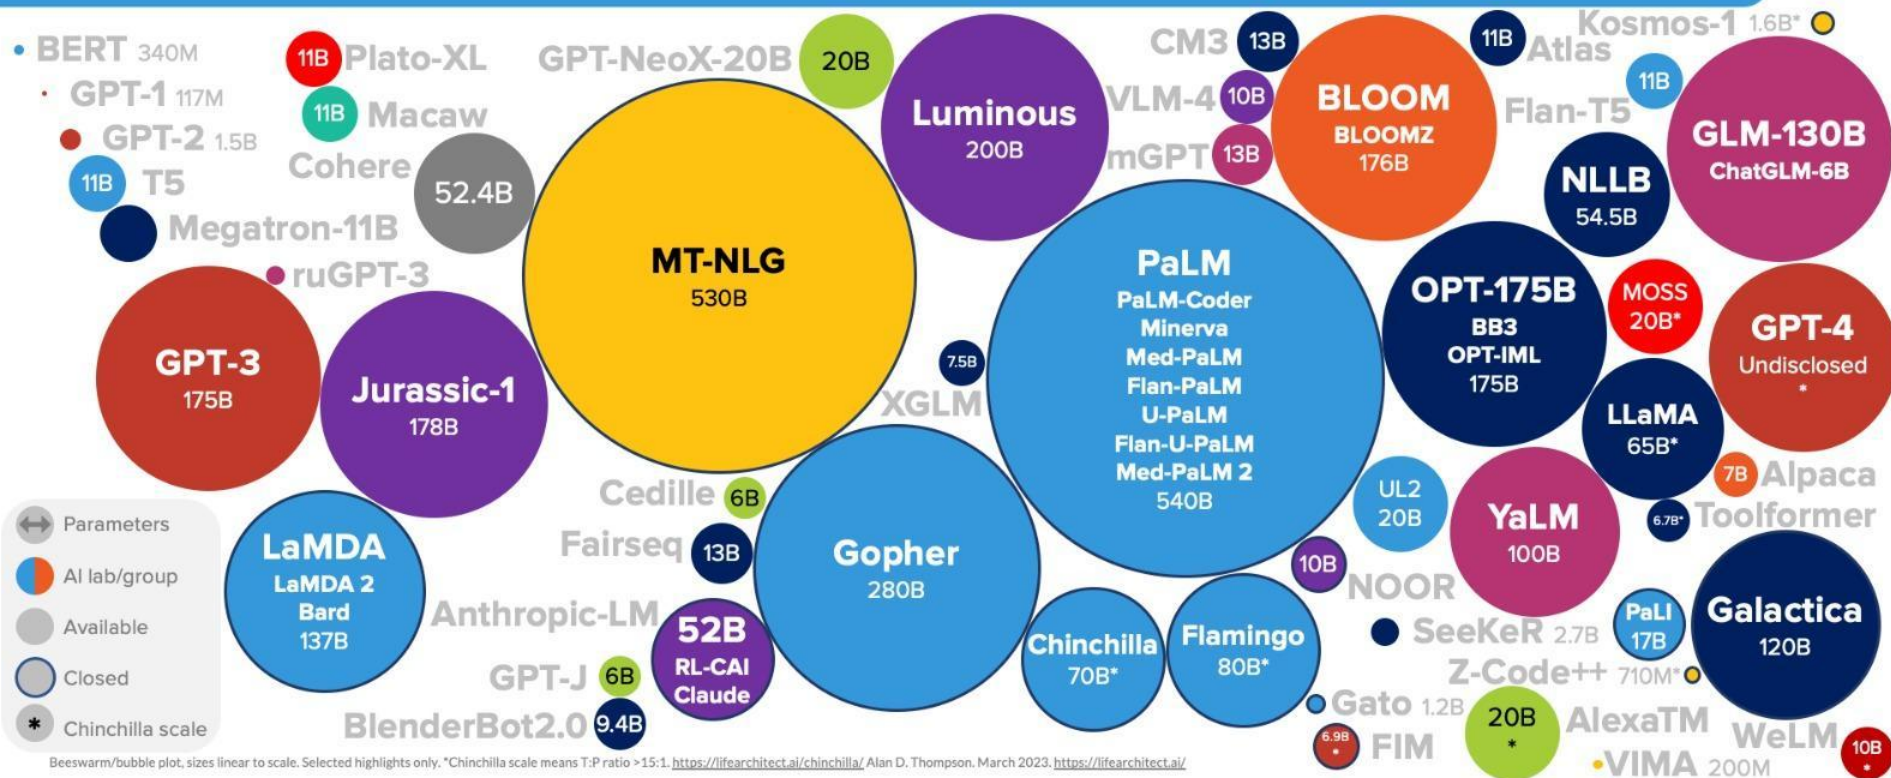 BERT 340M
GPT-1 117M
GPT-2 1.5B
11B T5
Megatron-11B
ruGPT-3
11B Plato-XL
11B Macaw
Cohere
52.4B
GPT-NeoX-20B
20B
GPT-3
175B
Jurassic-1
178B
MT-NLG
530B
Luminous
200B
CM3 13B
VLM-4 10B
mGPT 13B
BLOOM
BLOOMZ
176B
11B Atlas
Kosmos-1 1.6B*
11B
Flan-T5
NLLB
54.5B
GLM-130B
ChatGLM-6B
PaLM
PaLM-Coder
Minerva
Med-PaLM
Flan-PaLM
U-PaLM
Flan-U-PaLM
Med-PaLM 2
540B
7.5B
XGLM
OPT-175B
BB3
OPT-IML
175B
MOSS
20B*
GPT-4
Undisclosed
*
LLaMA
65B*
7B Alpaca
6.7B* Toolformer
UL2
20B
YaLM
100B
LaMDA
LaMDA 2
Bard
137B
Cedille 6B
Fairseq 13B
Gopher
280B
Anthropic-LM
52B
RL-CAI
Claude
GPT-J 6B
BlenderBot2.0 9.4B
Chinchilla
70B*
Flamingo
80B*
10B
NOOR
SeeKeR 2.7B
PaLI
17B
Galactica
120B
Z-Code++ 710M*
Gato 1.2B
6.9B
*
FIM
20B
*
AlexaTM
VIMA 200M
WeLM
10B
*
Parameters
AI lab/group
Available
Closed
* Chinchilla scale
Beeswarm/bubble plot, sizes linear to scale. Selected highlights only. *Chinchilla scale means T:P ratio >15:1. https://lifearchitect.ai/chinchilla/ Alan D. Thompson. March 2023. https://lifearchitect.ai/